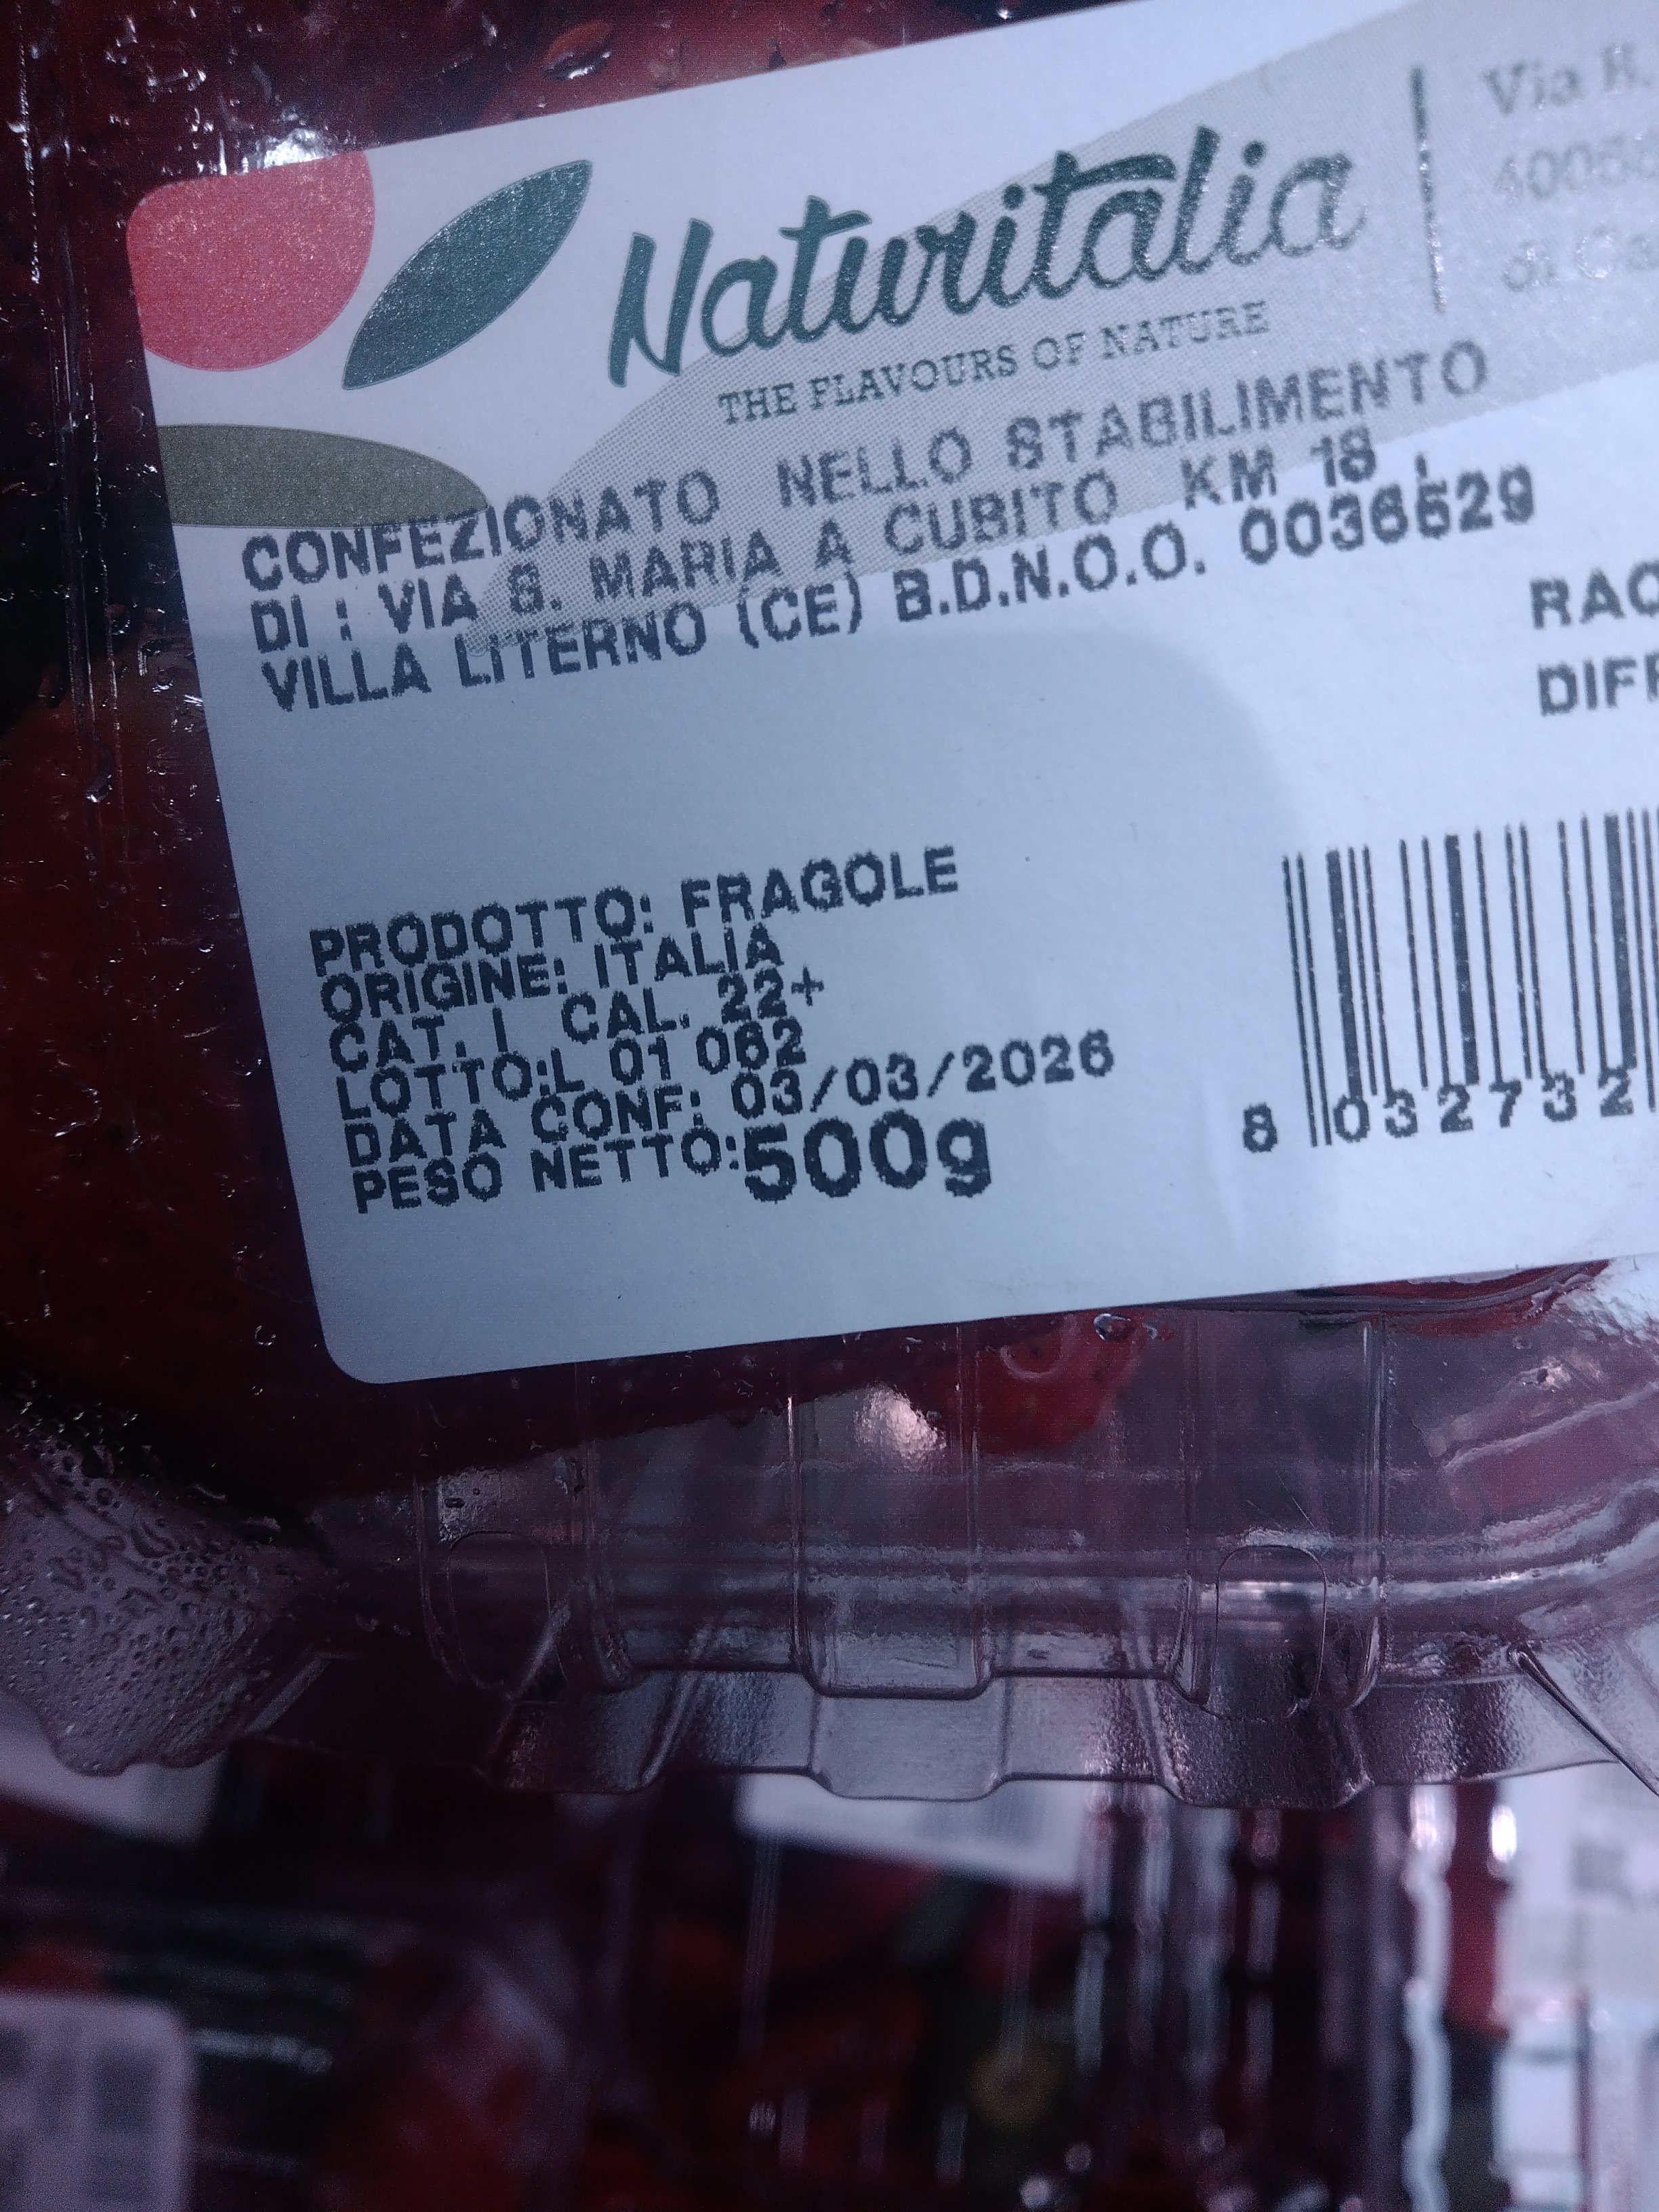 Naturitalia
THE FLAVOURS OF NATURE
Via
di
CONFEZIONATO NELLO STABILIMENTO
DI : VIA S. MARIA A CUBITO KM 18 ,
VILLA LITERNO (CE) B.D.N.O.O. 0036529
PRODOTTO: FRAGOLE
ORIGINE: ITALIA
CAT. I CAL. 22+
LOTTO:L 01 062
DATA CONF: 03/03/2026
PESO NETTO:500g
8 032732